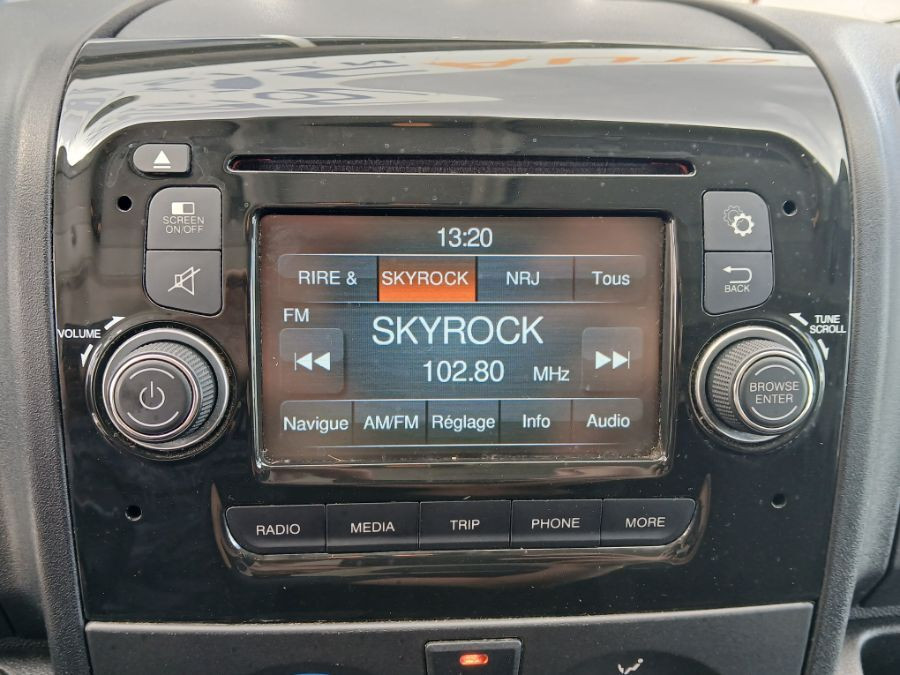 SCREEN
ON/OFF
VOLUME
13:20
RIRE & SKYROCK NRJ Tous
FM
SKYROCK
102.80 MHz
Navigue AM/FM Réglage Info Audio
BACK
TUNE
SCROLL
BROWSE
ENTER
RADIO MEDIA TRIP PHONE MORE